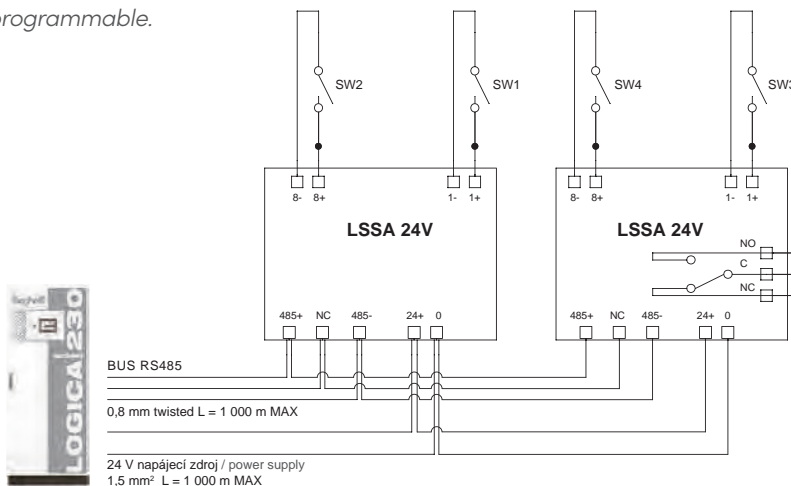 programmable.
SW2 SW1 SW4 SW3
8- 8+ 1- 1+ 8- 8+ 1- 1+
LSSA 24V LSSA 24V
NO
C
NC
485+ NC 485- 24+ 0 485+ NC 485- 24+ 0
LOGICA 230
BUS RS485
0,8 mm twisted L = 1 000 m MAX
24 V napájecí zdroj / power supply
1,5 mm² L = 1 000 m MAX